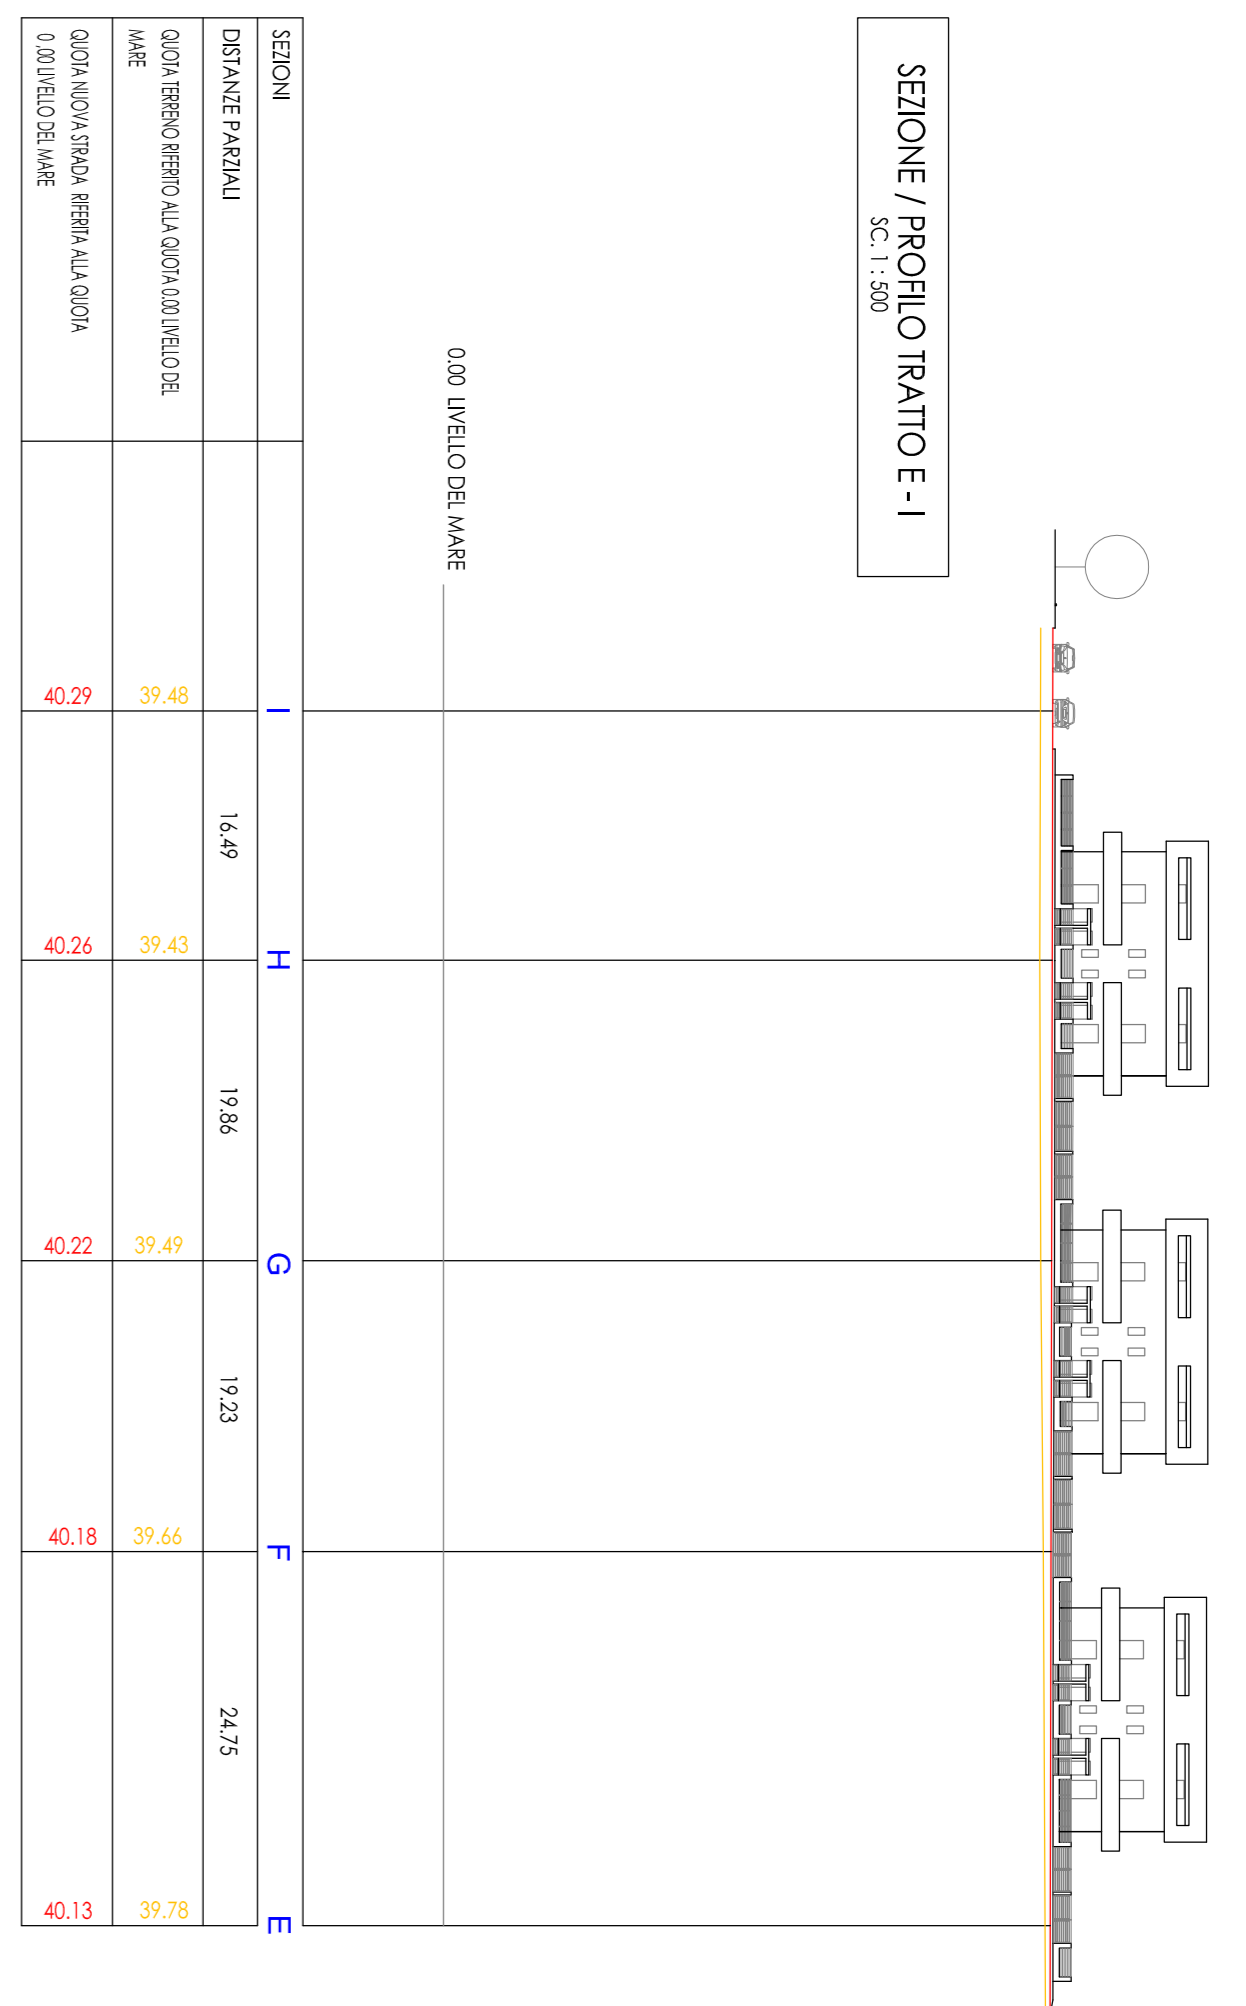 SEZIONE / PROFILO TRATTO E - I
SC. 1 : 500
0.00 LIVELLO DEL MARE
SEZIONI
I
H
G
F
E
DISTANZE PARZIALI
16.49
19.86
19.23
24.75
QUOTA TERRENO RIFERITO ALLA QUOTA 0.00 LIVELLO DEL
MARE
39.48
39.43
39.49
39.66
39.78
QUOTA NUOVA STRADA RIFERITA ALLA QUOTA
0 ,00 LIVELLO DEL MARE
40.29
40.26
40.22
40.18
40.13